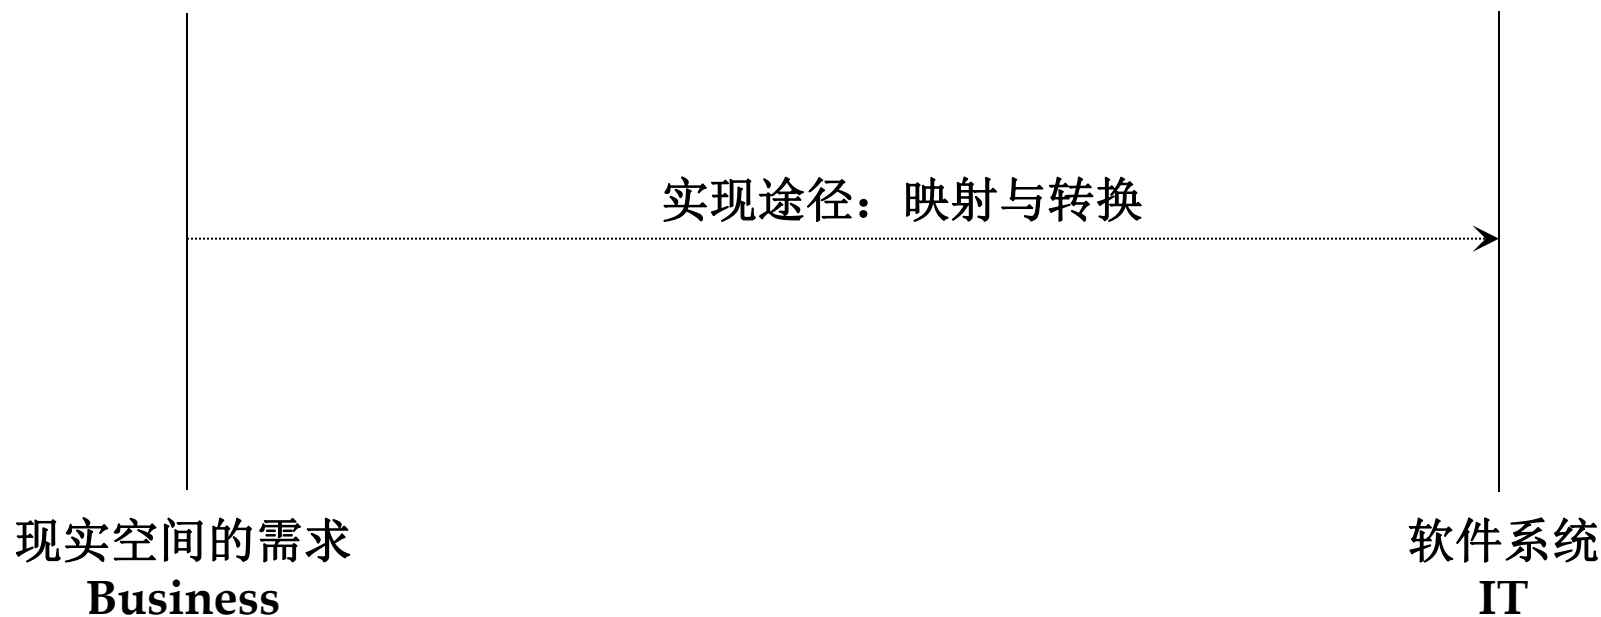 实现途径：映射与转换
现实空间的需求
Business
软件系统
IT